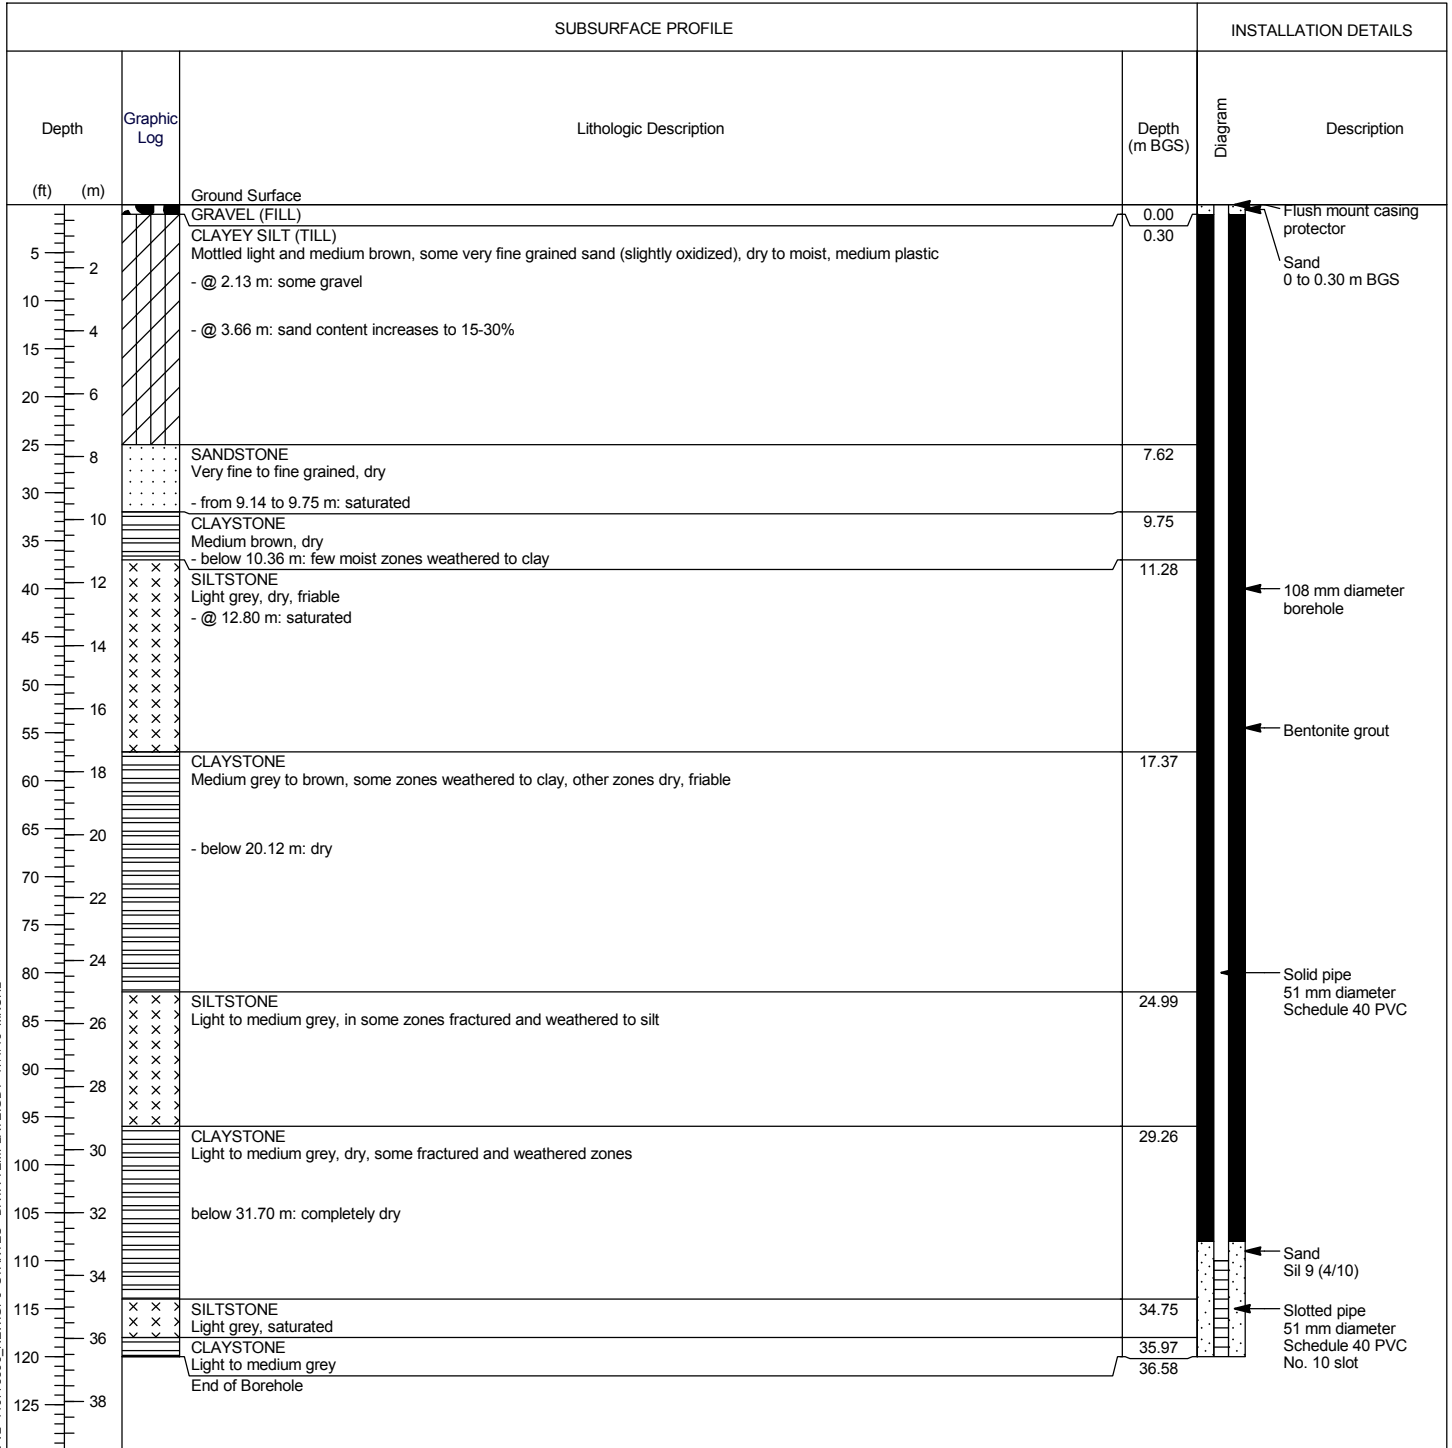 SUBSURFACE PROFILE
INSTALLATION DETAILS
Depth
Graphic
Log
Lithologic Description
Depth
(m BGS)
Diagram
Description
(ft) (m)
Ground Surface
GRAVEL (FILL)
0.00
CLAYEY SILT (TILL)
0.30
Mottled light and medium brown, some very fine grained sand (slightly oxidized), dry to moist, medium plastic
- @ 2.13 m: some gravel
- @ 3.66 m: sand content increases to 15-30%
SANDSTONE
7.62
Very fine to fine grained, dry
- from 9.14 to 9.75 m: saturated
CLAYSTONE
9.75
Medium brown, dry
- below 10.36 m: few moist zones weathered to clay
SILTSTONE
11.28
Light grey, dry, friable
- @ 12.80 m: saturated
CLAYSTONE
17.37
Medium grey to brown, some zones weathered to clay, other zones dry, friable
- below 20.12 m: dry
SILTSTONE
24.99
Light to medium grey, in some zones fractured and weathered to silt
CLAYSTONE
29.26
Light to medium grey, dry, some fractured and weathered zones
below 31.70 m: completely dry
SILTSTONE
34.75
Light grey, saturated
CLAYSTONE
35.97
Light to medium grey
36.58
End of Borehole
5
10
15
20
25
30
35
40
45
50
55
60
65
70
75
80
85
90
95
100
105
110
115
120
125
2
4
6
8
10
12
14
16
18
20
22
24
26
28
30
32
34
36
38
Flush mount casing
protector
Sand
0 to 0.30 m BGS
108 mm diameter
borehole
Bentonite grout
Solid pipe
51 mm diameter
Schedule 40 PVC
Sand
Sil 9 (4/10)
Slotted pipe
51 mm diameter
Schedule 40 PVC
No. 10 slot